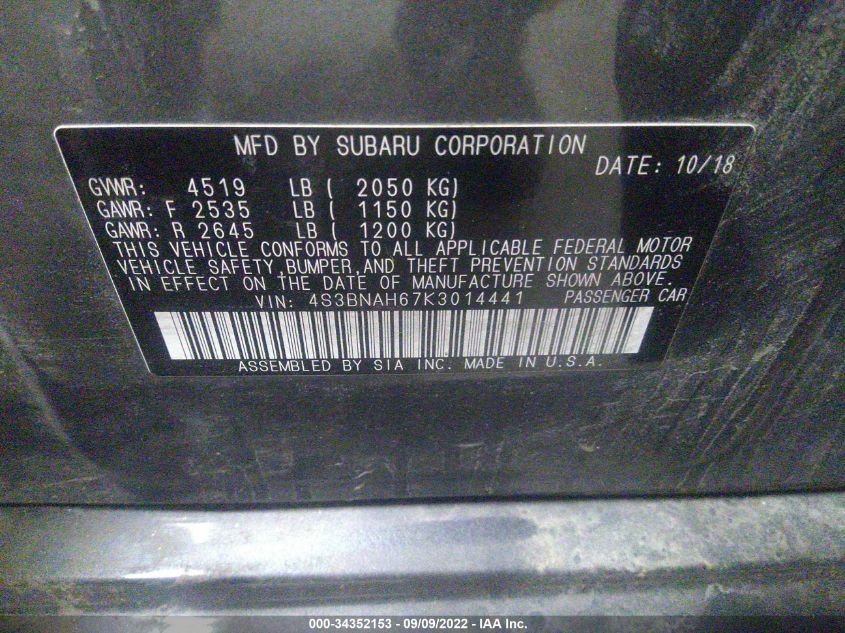 MFD BY SUBARU CORPORATION
DATE: 10/18
GVWR: 4519 LB ( 2050 KG)
GAWR: F 2535 LB ( 1150 KG)
GAWR: R 2645 LB ( 1200 KG)
THIS VEHICLE CONFORMS TO ALL APPLICABLE FEDERAL MOTOR
VEHICLE SAFETY,BUMPER,AND THEFT PREVENTION STANDARDS
IN EFFECT ON THE DATE OF MANUFACTURE SHOWN ABOVE.
VIN: 4S3BNAH67K3014441 PASSENGER CAR
ASSEMBLED BY SIA INC. MADE IN U.S.A.
000-34352153 - 09/09/2022 - IAA Inc.